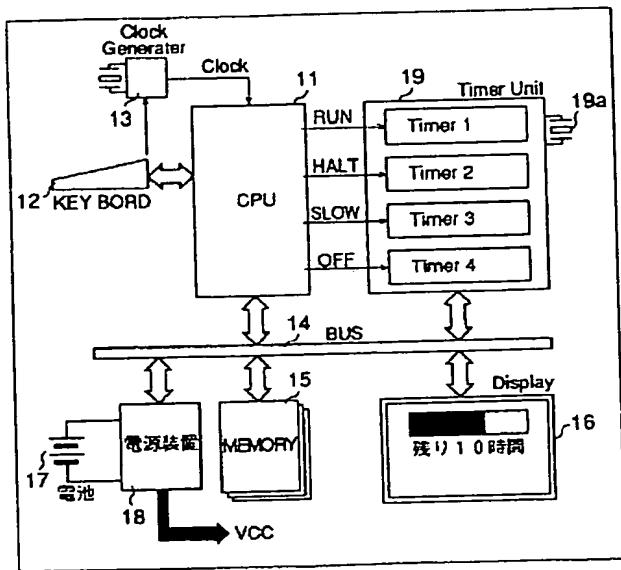 Clock
Generater
13
Clock
11
19
Timer Unit
19a
RUN
Timer 1
HALT
Timer 2
SLOW
Timer 3
OFF
Timer 4
CPU
12
KEY BORD
14
BUS
15
Display
16
17
電池
電源装置
18
MEMORY
残り10時間
VCC